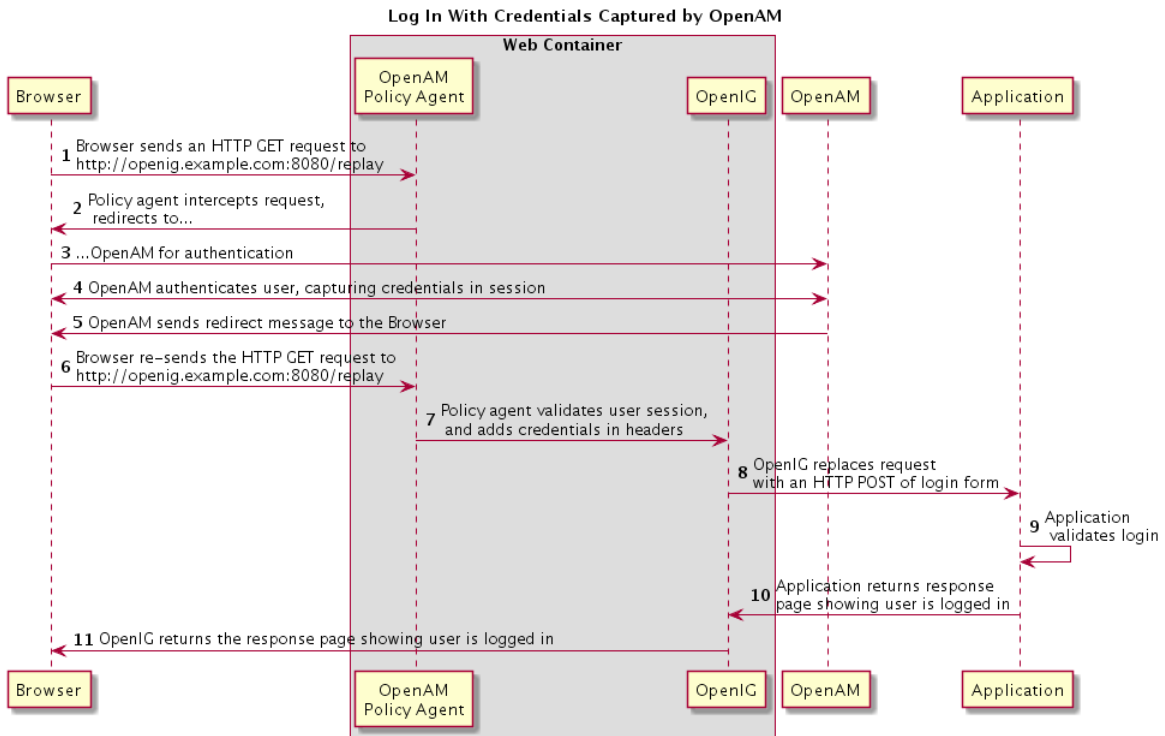 Log In With Credentials Captured by OpenAM
Web Container
Browser
OpenAM
Policy Agent
OpenIG
OpenAM
Application
1 Browser sends an HTTP GET request to
http://openig.example.com:8080/replay
2 Policy agent intercepts request,
redirects to...
3 ...OpenAM for authentication
4 OpenAM authenticates user, capturing credentials in session
5 OpenAM sends redirect message to the Browser
6 Browser re-sends the HTTP GET request to
http://openig.example.com:8080/replay
7 Policy agent validates user session,
and adds credentials in headers
8 OpenIG replaces request
with an HTTP POST of login form
9 Application
validates login
10 Application returns response
page showing user is logged in
11 OpenIG returns the response page showing user is logged in
Browser
OpenAM
Policy Agent
OpenIG
OpenAM
Application